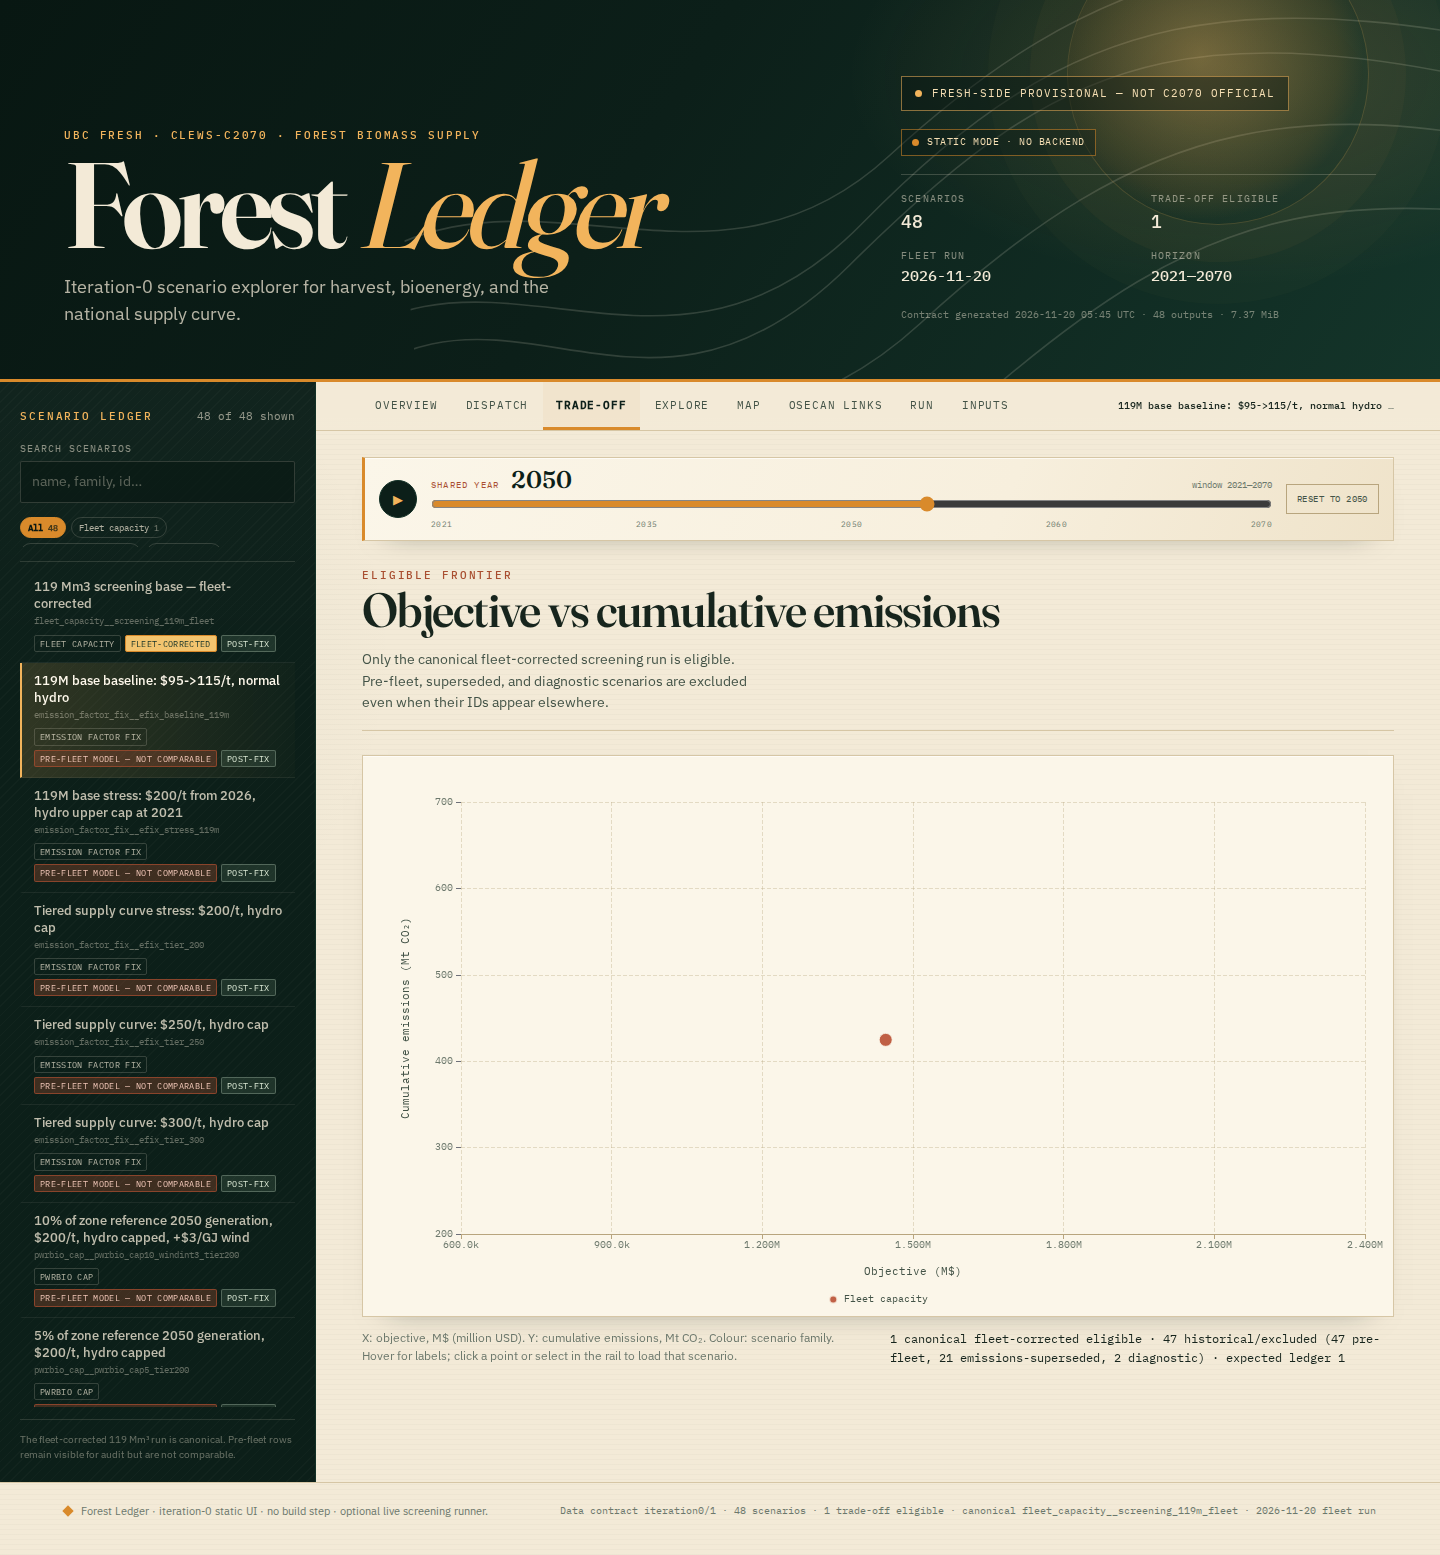 UBC FRESH · CLEWS-C2070 · FOREST BIOMASS SUPPLY
Forest Ledger
Iteration-0 scenario explorer for harvest, bioenergy, and the
national supply curve.
FRESH-SIDE PROVISIONAL — NOT C2070 OFFICIAL
STATIC MODE · NO BACKEND
SCENARIOS
48
TRADE-OFF ELIGIBLE
1
FLEET RUN
2026-11-20
HORIZON
2021–2070
Contract generated 2026-11-20 05:45 UTC · 48 outputs · 7.37 MiB
SCENARIO LEDGER 48 of 48 shown
SEARCH SCENARIOS
name, family, id…
All 48 Fleet capacity 1
119 Mm3 screening base — fleet-
corrected
fleet_capacity__screening_119m_fleet
FLEET CAPACITY FLEET-CORRECTED POST-FIX
119M base baseline: $95->115/t, normal
hydro
emission_factor_fix__efix_baseline_119m
EMISSION FACTOR FIX
PRE-FLEET MODEL — NOT COMPARABLE POST-FIX
119M base stress: $200/t from 2026,
hydro upper cap at 2021
emission_factor_fix__efix_stress_119m
EMISSION FACTOR FIX
PRE-FLEET MODEL — NOT COMPARABLE POST-FIX
Tiered supply curve stress: $200/t, hydro
cap
emission_factor_fix__efix_tier_200
EMISSION FACTOR FIX
PRE-FLEET MODEL — NOT COMPARABLE POST-FIX
Tiered supply curve: $250/t, hydro cap
emission_factor_fix__efix_tier_250
EMISSION FACTOR FIX
PRE-FLEET MODEL — NOT COMPARABLE POST-FIX
Tiered supply curve: $300/t, hydro cap
emission_factor_fix__efix_tier_300
EMISSION FACTOR FIX
PRE-FLEET MODEL — NOT COMPARABLE POST-FIX
10% of zone reference 2050 generation,
$200/t, hydro capped, +$3/GJ wind
pwrbio_cap__pwrbio_cap10_windint3_tier200
PWRBIO CAP
PRE-FLEET MODEL — NOT COMPARABLE POST-FIX
5% of zone reference 2050 generation,
$200/t, hydro capped
pwrbio_cap__pwrbio_cap5_tier200
PWRBIO CAP
The fleet-corrected 119 Mm³ run is canonical. Pre-fleet rows
remain visible for audit but are not comparable.
OVERVIEW DISPATCH TRADE-OFF EXPLORE MAP OSECAN LINKS RUN INPUTS
119M base baseline: $95->115/t, normal hydro …
SHARED YEAR 2050
window 2021–2070
2021 2035 2050 2060 2070
RESET TO 2050
ELIGIBLE FRONTIER
Objective vs cumulative emissions
Only the canonical fleet-corrected screening run is eligible.
Pre-fleet, superseded, and diagnostic scenarios are excluded
even when their IDs appear elsewhere.
Cumulative emissions (Mt CO₂)
700
600
500
400
300
200
600.0k 900.0k 1.200M 1.500M 1.800M 2.100M 2.400M
Objective (M$)
Fleet capacity
X: objective, M$ (million USD). Y: cumulative emissions, Mt CO₂. Colour: scenario family.
Hover for labels; click a point or select in the rail to load that scenario.
1 canonical fleet-corrected eligible · 47 historical/excluded (47 pre-
fleet, 21 emissions-superseded, 2 diagnostic) · expected ledger 1
Forest Ledger · iteration-0 static UI · no build step · optional live screening runner.
Data contract iteration0/1 · 48 scenarios · 1 trade-off eligible · canonical fleet_capacity__screening_119m_fleet · 2026-11-20 fleet run